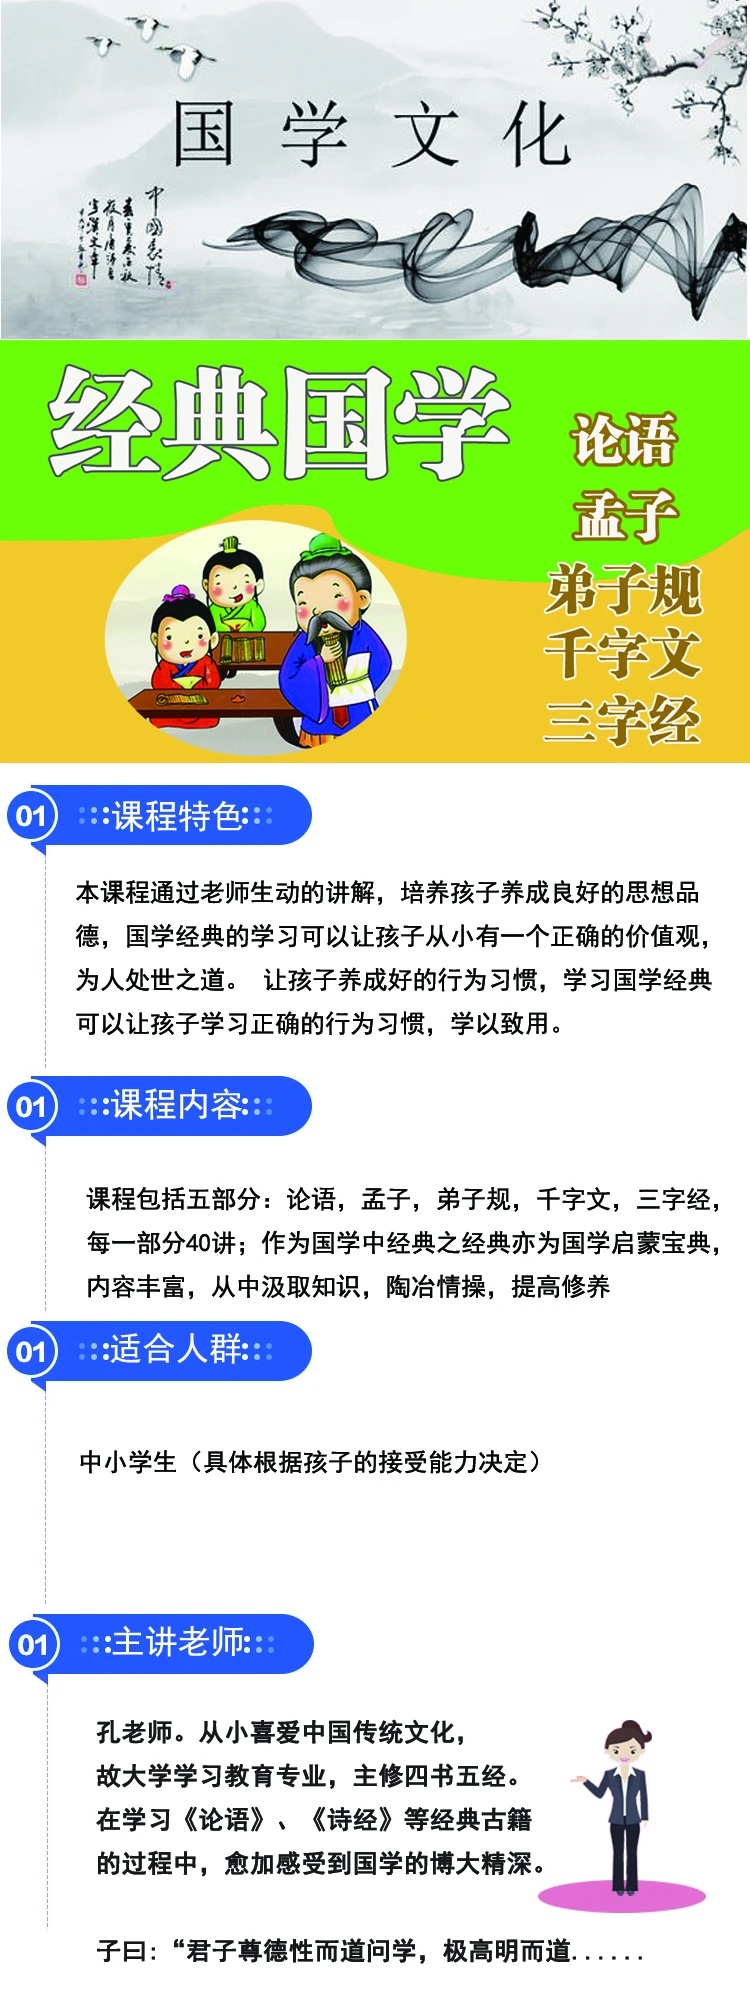 国学文化
中國表情
经典国学
论语
孟子
弟子规
千字文
三字经
01 课程特色
本课程通过老师生动的讲解，培养孩子养成良好的思想品
德，国学经典的学习可以让孩子从小有一个正确的价值观，
为人处世之道。 让孩子养成好的行为习惯，学习国学经典
可以让孩子学习正确的行为习惯，学以致用。
01 课程内容
课程包括五部分：论语，孟子，弟子规，千字文，三字经，
每一部分40讲；作为国学中经典之经典亦为国学启蒙宝典，
内容丰富，从中汲取知识，陶冶情操，提高修养
01 适合人群
中小学生（具体根据孩子的接受能力决定）
01 主讲老师
孔老师。从小喜爱中国传统文化，
故大学学习教育专业，主修四书五经。
在学习《论语》、《诗经》等经典古籍
的过程中，愈加感受到国学的博大精深。
子曰：“君子尊德性而道问学，极高明而道......